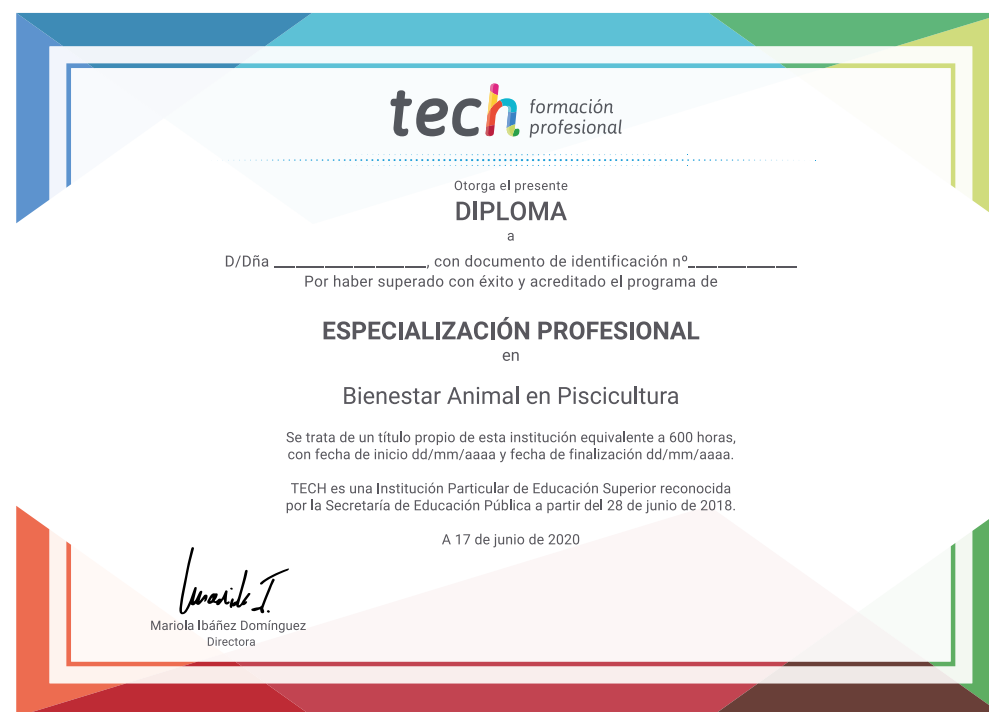 tech formación
profesional
Otorga el presente
DIPLOMA
a
D/Dña ______________, con documento de identificación nº__________
Por haber superado con éxito y acreditado el programa de
ESPECIALIZACIÓN PROFESIONAL
en
Bienestar Animal en Piscicultura
Se trata de un título propio de esta institución equivalente a 600 horas,
con fecha de inicio dd/mm/aaaa y fecha de finalización dd/mm/aaaa.
TECH es una Institución Particular de Educación Superior reconocida
por la Secretaría de Educación Pública a partir del 28 de junio de 2018.
A 17 de junio de 2020
Mariola Ibáñez Domínguez
Directora